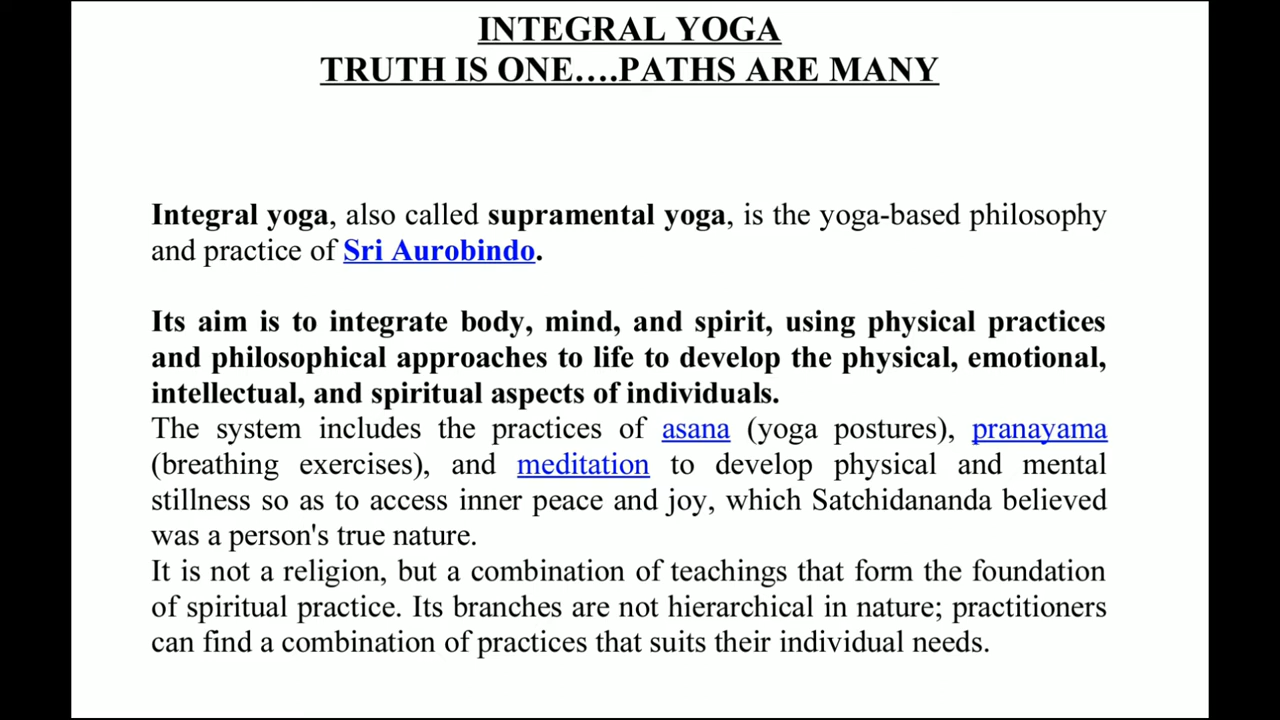 INTEGRAL YOGA
TRUTH IS ONE….PATHS ARE MANY
Integral yoga, also called supramental yoga, is the yoga-based philosophy
and practice of Sri Aurobindo.
Its aim is to integrate body, mind, and spirit, using physical practices
and philosophical approaches to life to develop the physical, emotional,
intellectual, and spiritual aspects of individuals.
The system includes the practices of asana (yoga postures), pranayama
(breathing exercises), and meditation to develop physical and mental
stillness so as to access inner peace and joy, which Satchidananda believed
was a person's true nature.
It is not a religion, but a combination of teachings that form the foundation
of spiritual practice. Its branches are not hierarchical in nature; practitioners
can find a combination of practices that suits their individual needs.